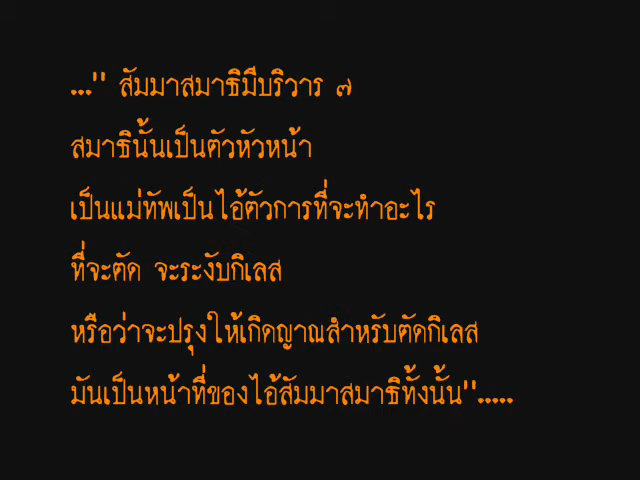 ..." สัมมาสมาธิมีบริวาร ๗
สมาธินั้นเป็นตัวหัวหน้า
เป็นแม่ทัพเป็นไอ้ตัวการที่จะทำอะไร
ที่จะตัด จะระงับกิเลส
หรือว่าจะปรุงให้เกิดญาณสำหรับตัดกิเลส
มันเป็นหน้าที่ของไอ้สัมมาสมาธิทั้งนั้น".....